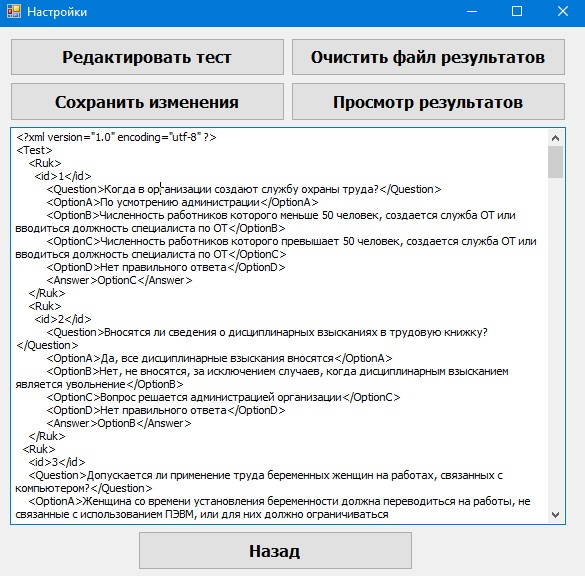 Настройки
Редактировать тест
Очистить файл результатов
Сохранить изменения
Просмотр результатов
<?xml version="1.0" encoding="utf-8" ?>
<Test>
<Ruk>
<id>1</id>
<Question>Когда в организации создают службу охраны труда?</Question>
<OptionA>По усмотрению администрации</OptionA>
<OptionB>Численность работников которого меньше 50 человек, создается служба ОТ или
вводиться должность специалиста по ОТ</OptionB>
<OptionC>Численность работников которого превышает 50 человек, создается служба ОТ или
вводиться должность специалиста по ОТ</OptionC>
<OptionD>Нет правильного ответа</OptionD>
<Answer>OptionC</Answer>
</Ruk>
<Ruk>
<id>2</id>
<Question>Вносятся ли сведения о дисциплинарных взысканиях в трудовую книжку?
</Question>
<OptionA>Да, все дисциплинарные взыскания вносятся</OptionA>
<OptionB>Нет, не вносятся, за исключением случаев, когда дисциплинарным взысканием
является увольнение</OptionB>
<OptionC>Вопрос решается администрацией организации</OptionC>
<OptionD>Нет правильного ответа</OptionD>
<Answer>OptionB</Answer>
</Ruk>
<Ruk>
<id>3</id>
<Question>Допускается ли применение труда беременных женщин на работах, связанных с
компьютером?</Question>
<OptionA>Женщина со времени установления беременности должна переводиться на работы, не
связанные с использованием ПЭВМ, или для них должно ограничиваться
Назад